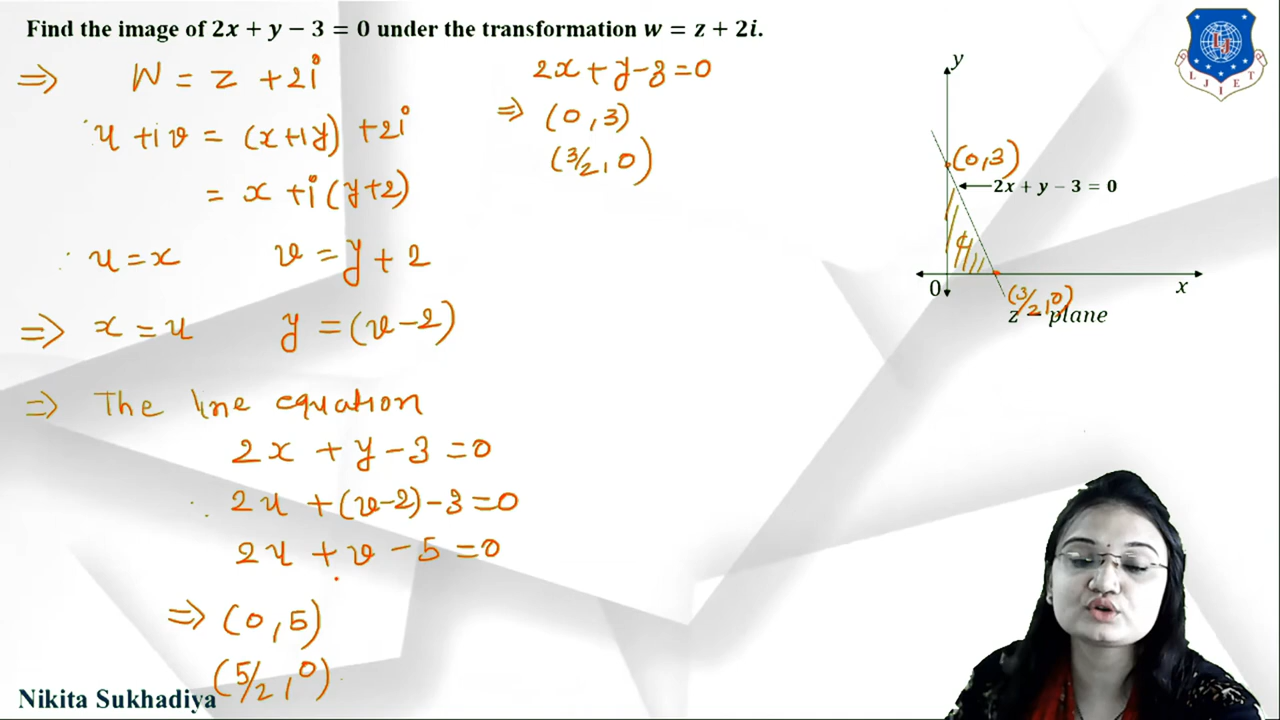 Find the image of 2x + y − 3 = 0 under the transformation w = z + 2i.
⇒ W = z + 2i
u + iv = (x + iy) + 2i
= x + i(y+2)
∴ u = x v = y + 2
⇒ x = u y = (v − 2)
⇒ The line equation
2x + y − 3 = 0
∴ 2u + (v−2) − 3 = 0
2u + v − 5 = 0
⇒ (0, 5)
(5/2, 0)
2x + y − 3 = 0
⇒ (0, 3)
(3/2, 0)
y
(0, 3)
2x + y − 3 = 0
0
x
(3/2, 0)
z − plane
LJIET
LJ
Nikita Sukhadiya